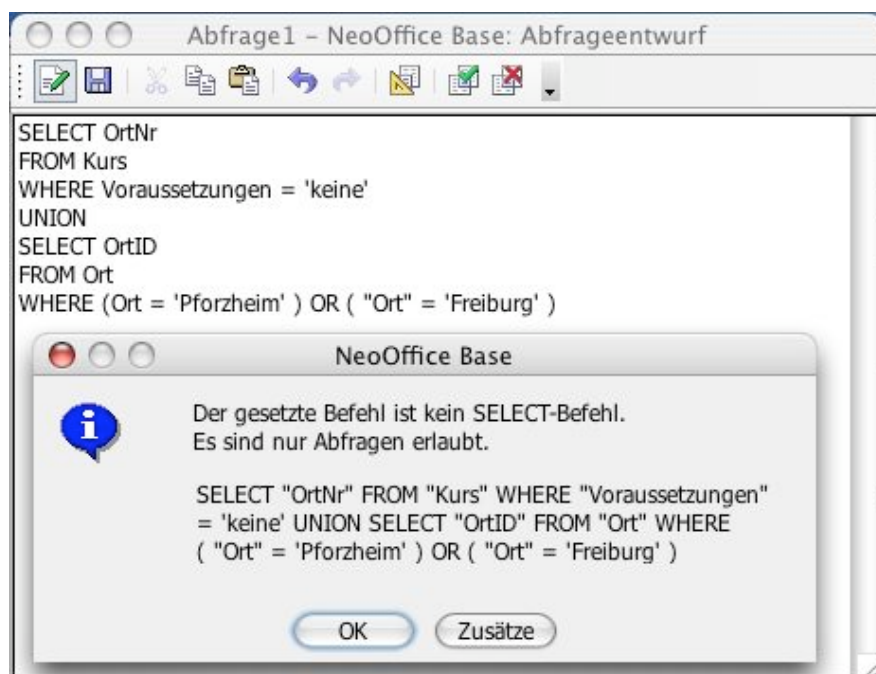 Abfrage1 – NeoOffice Base: Abfrageentwurf
SELECT OrtNr
FROM Kurs
WHERE Voraussetzungen = 'keine'
UNION
SELECT OrtID
FROM Ort
WHERE (Ort = 'Pforzheim' ) OR ( "Ort" = 'Freiburg' )
NeoOffice Base
Der gesetzte Befehl ist kein SELECT-Befehl.
Es sind nur Abfragen erlaubt.
SELECT "OrtNr" FROM "Kurs" WHERE "Voraussetzungen"
= 'keine' UNION SELECT "OrtID" FROM "Ort" WHERE
( "Ort" = 'Pforzheim' ) OR ( "Ort" = 'Freiburg' )
OK
Zusätze